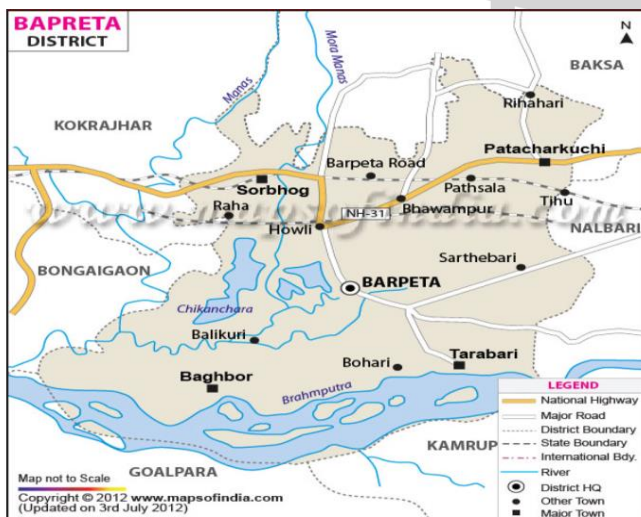 BAPRETA
DISTRICT
N
BAKSA
Mora Manas
Manas
Rihahari
KOKRAJHAR
Patacharkuchi
Barpeta Road
Sorbhog
Pathsala
Tihu
www.mapsofindia.com
Raha
NH-31
Bhawampur
Howli
NALBARI
BONGAIGAON
Sarthebari
BARPETA
Chikanchara
Balikuri
Bohari
Tarabari
Baghbor
Brahmputra
LEGEND
National Highway
Major Road
District Boundary
State Boundary
International Bdy.
River
District HQ
Other Town
Major Town
KAMRUP
GOALPARA
Map not to Scale
Copyright © 2012 www.mapsofindia.com
(Updated on 3rd July 2012)